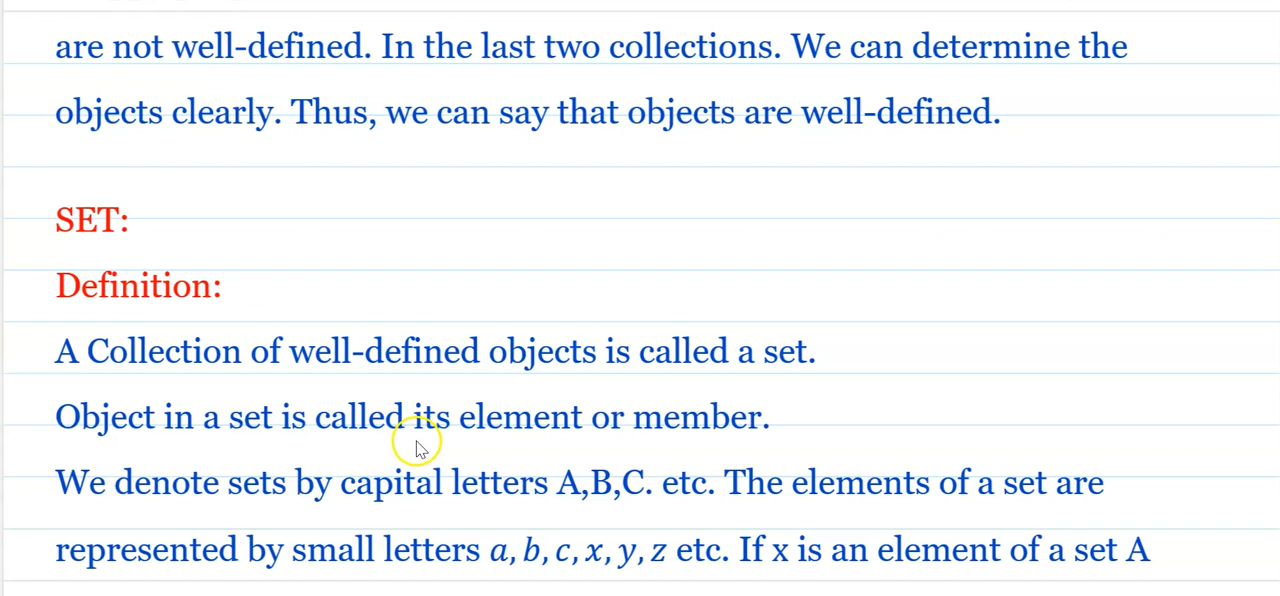 are not well-defined. In the last two collections. We can determine the
objects clearly. Thus, we can say that objects are well-defined.
SET:
Definition:
A Collection of well-defined objects is called a set.
Object in a set is called its element or member.
We denote sets by capital letters A,B,C. etc. The elements of a set are
represented by small letters a, b, c, x, y, z etc. If x is an element of a set A